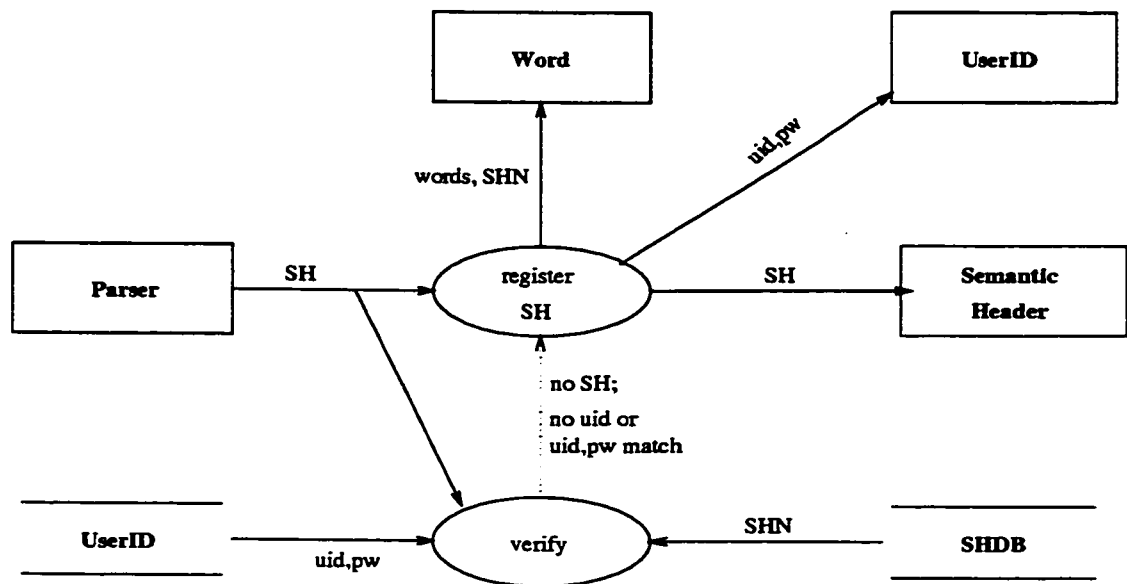 Word
UserID
uid,pw
words, SHN
Parser
SH
register
SH
SH
Semantic
Header
no SH;
no uid or
uid,pw match
UserID
uid,pw
verify
SHN
SHDB